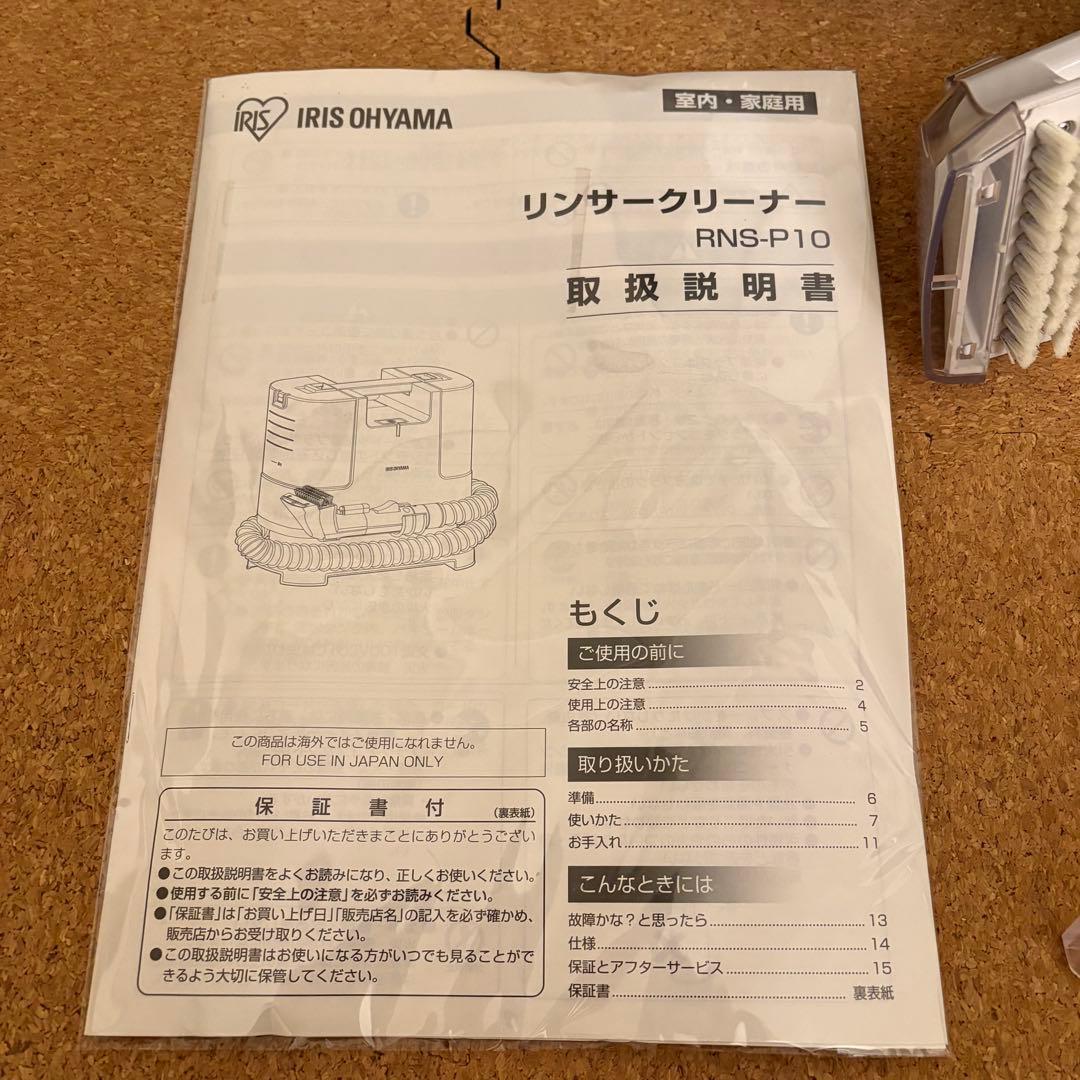 IRIS
IRIS OHYAMA
室内・家庭用
リンサークリーナー
RNS-P10
取扱説明書
IRIS OHYAMA
この商品は海外ではご使用になれません。
FOR USE IN JAPAN ONLY
保証書付
(裏表紙)
このたびは、お買い上げいただきまことにありがとうござい
ます。
●この取扱説明書をよくお読みになり、正しくお使いください。
●使用する前に「安全上の注意」を必ずお読みください。
●「保証書」は「お買い上げ日」「販売店名」の記入を必ず確かめ、
販売店からお受け取りください。
●この取扱説明書はお使いになる方がいつでも見ることがで
きるよう大切に保管してください。
もくじ
ご使用の前に
安全上の注意 2
使用上の注意 4
各部の名称 5
取り扱いかた
準備 6
使いかた 7
お手入れ 11
こんなときには
故障かな?と思ったら 13
仕様 14
保証とアフターサービス 15
保証書 裏表紙